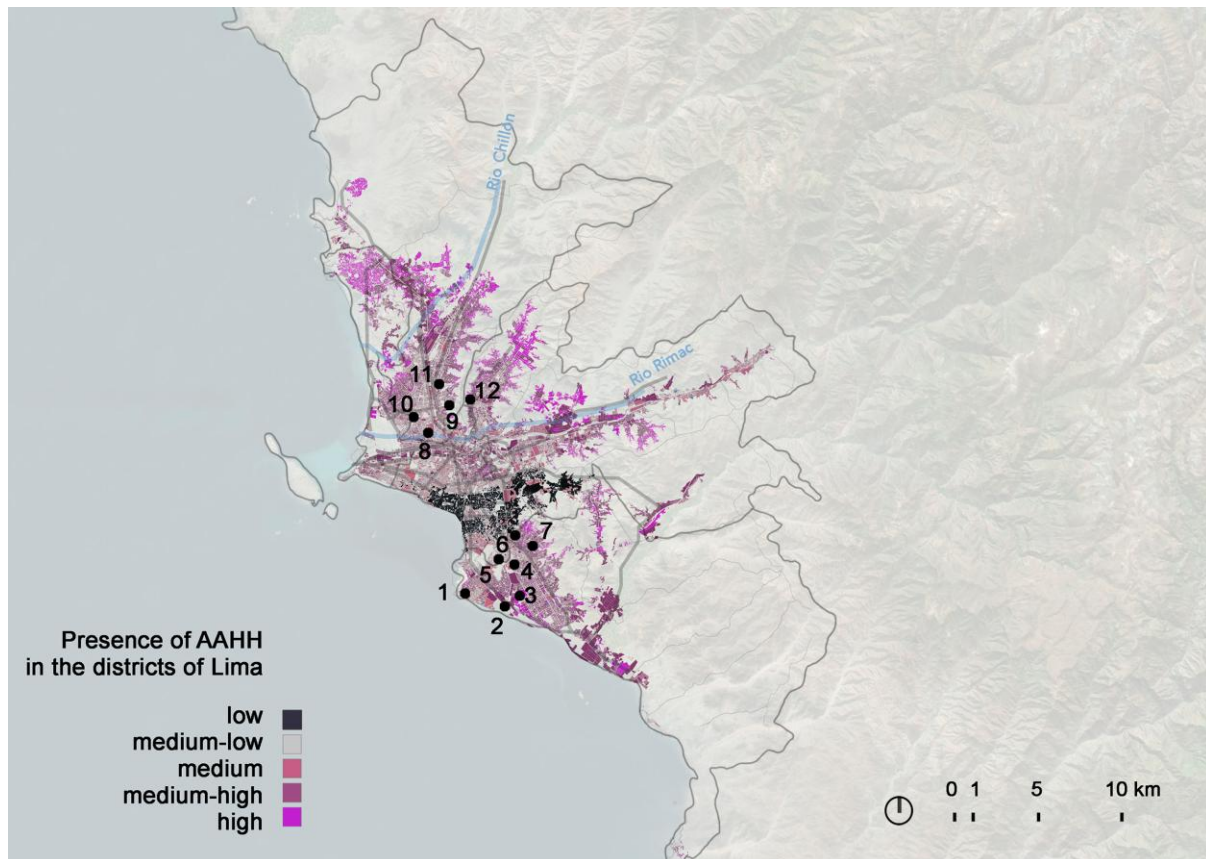 Rio Chillon
Rio Rimac
11
12
10
9
8
6
7
5
4
1
3
2
Presence of AAHH
in the districts of Lima
low
medium-low
medium
medium-high
high
0 1 5 10 km